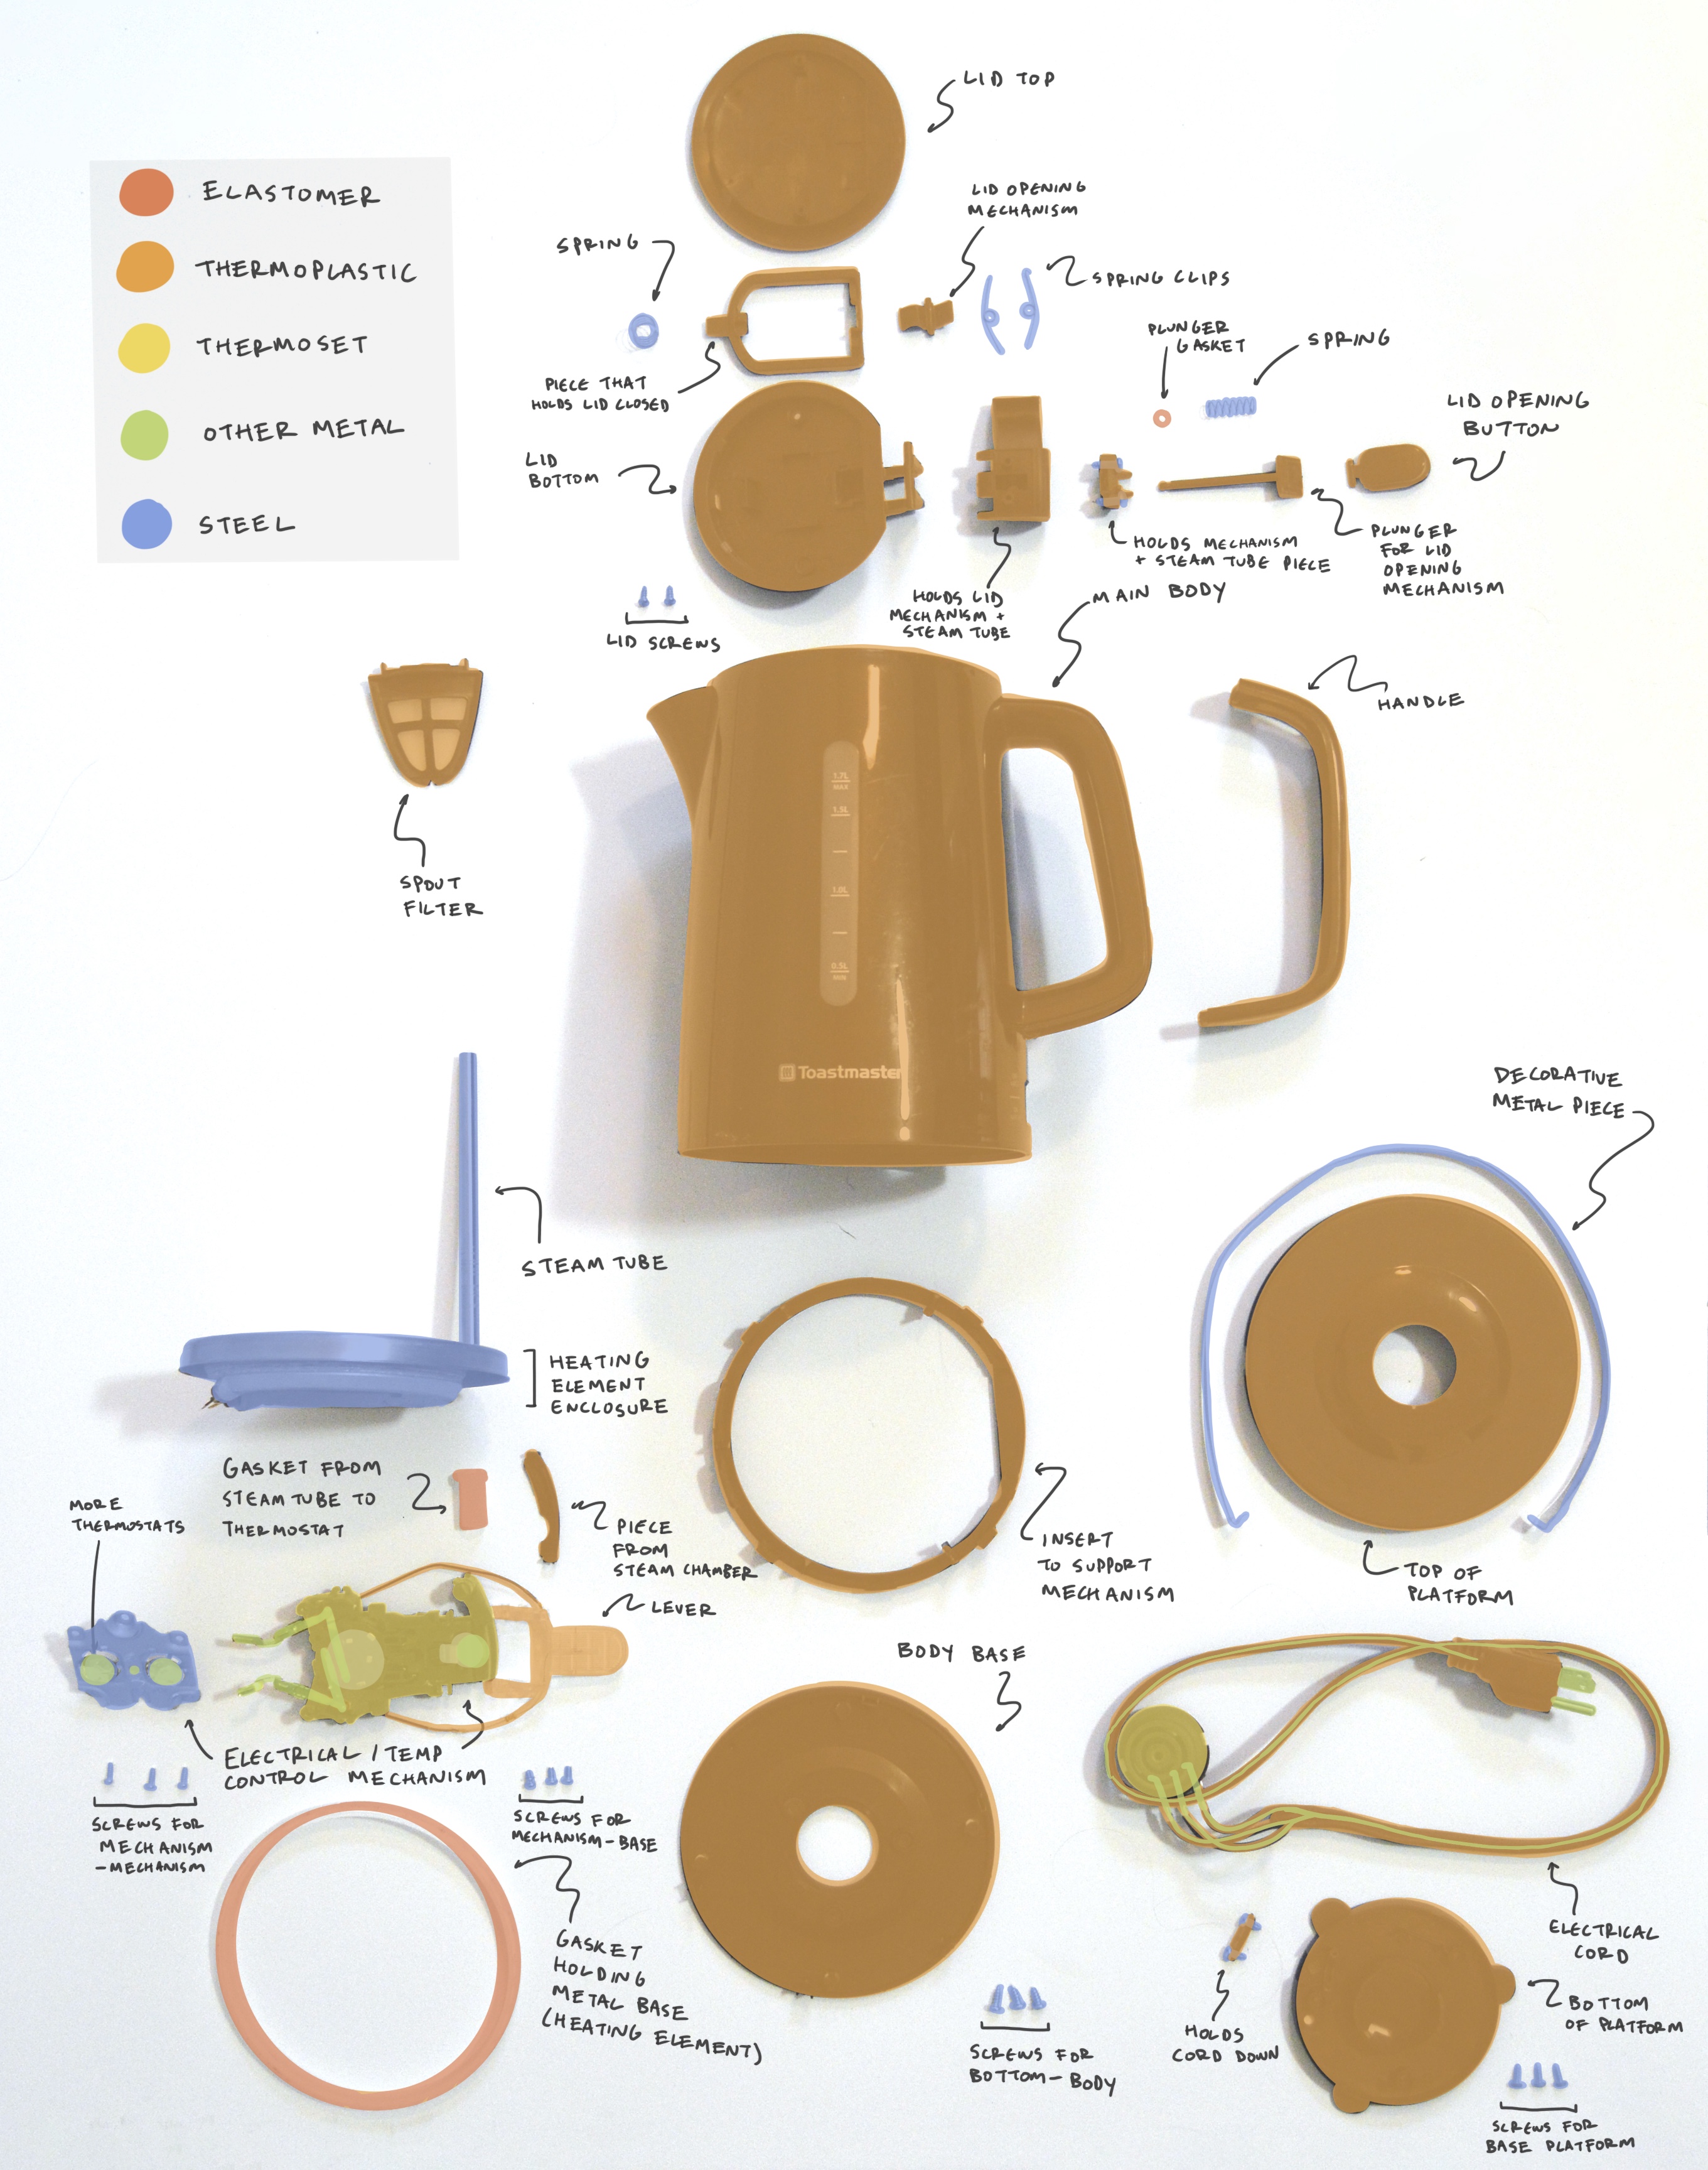 LID TOP
ELASTOMER
THERMOPLASTIC
THERMOSET
OTHER METAL
STEEL
LID OPENING
MECHANISM
SPRING
SPRING CLIPS
PLUNGER
GASKET
SPRING
PIECE THAT
HOLDS LID CLOSED
LID OPENING
BUTTON
LID
BOTTOM
HOLDS MECHANISM
+ STEAM TUBE PIECE
PLUNGER
FOR LID
OPENING
MECHANISM
HOLDS LID
MECHANISM +
STEAM TUBE
LID SCREWS
MAIN BODY
HANDLE
1.7L
MAX
1.5L
1.0L
0.5L
MIN
SPOUT
FILTER
Toastmaster
DECORATIVE
METAL PIECE
STEAM TUBE
HEATING
ELEMENT
ENCLOSURE
GASKET FROM
STEAM TUBE TO
THERMOSTAT
MORE
THERMOSTATS
PIECE
FROM
STEAM CHAMBER
LEVER
INSERT
TO SUPPORT
MECHANISM
TOP OF
PLATFORM
BODY BASE
ELECTRICAL / TEMP
CONTROL MECHANISM
SCREWS FOR
MECHANISM
-MECHANISM
SCREWS FOR
MECHANISM-BASE
GASKET
HOLDING
METAL BASE
(HEATING ELEMENT)
ELECTRICAL
CORD
HOLDS
CORD DOWN
BOTTOM
OF PLATFORM
SCREWS FOR
BOTTOM-BODY
SCREWS FOR
BASE PLATFORM